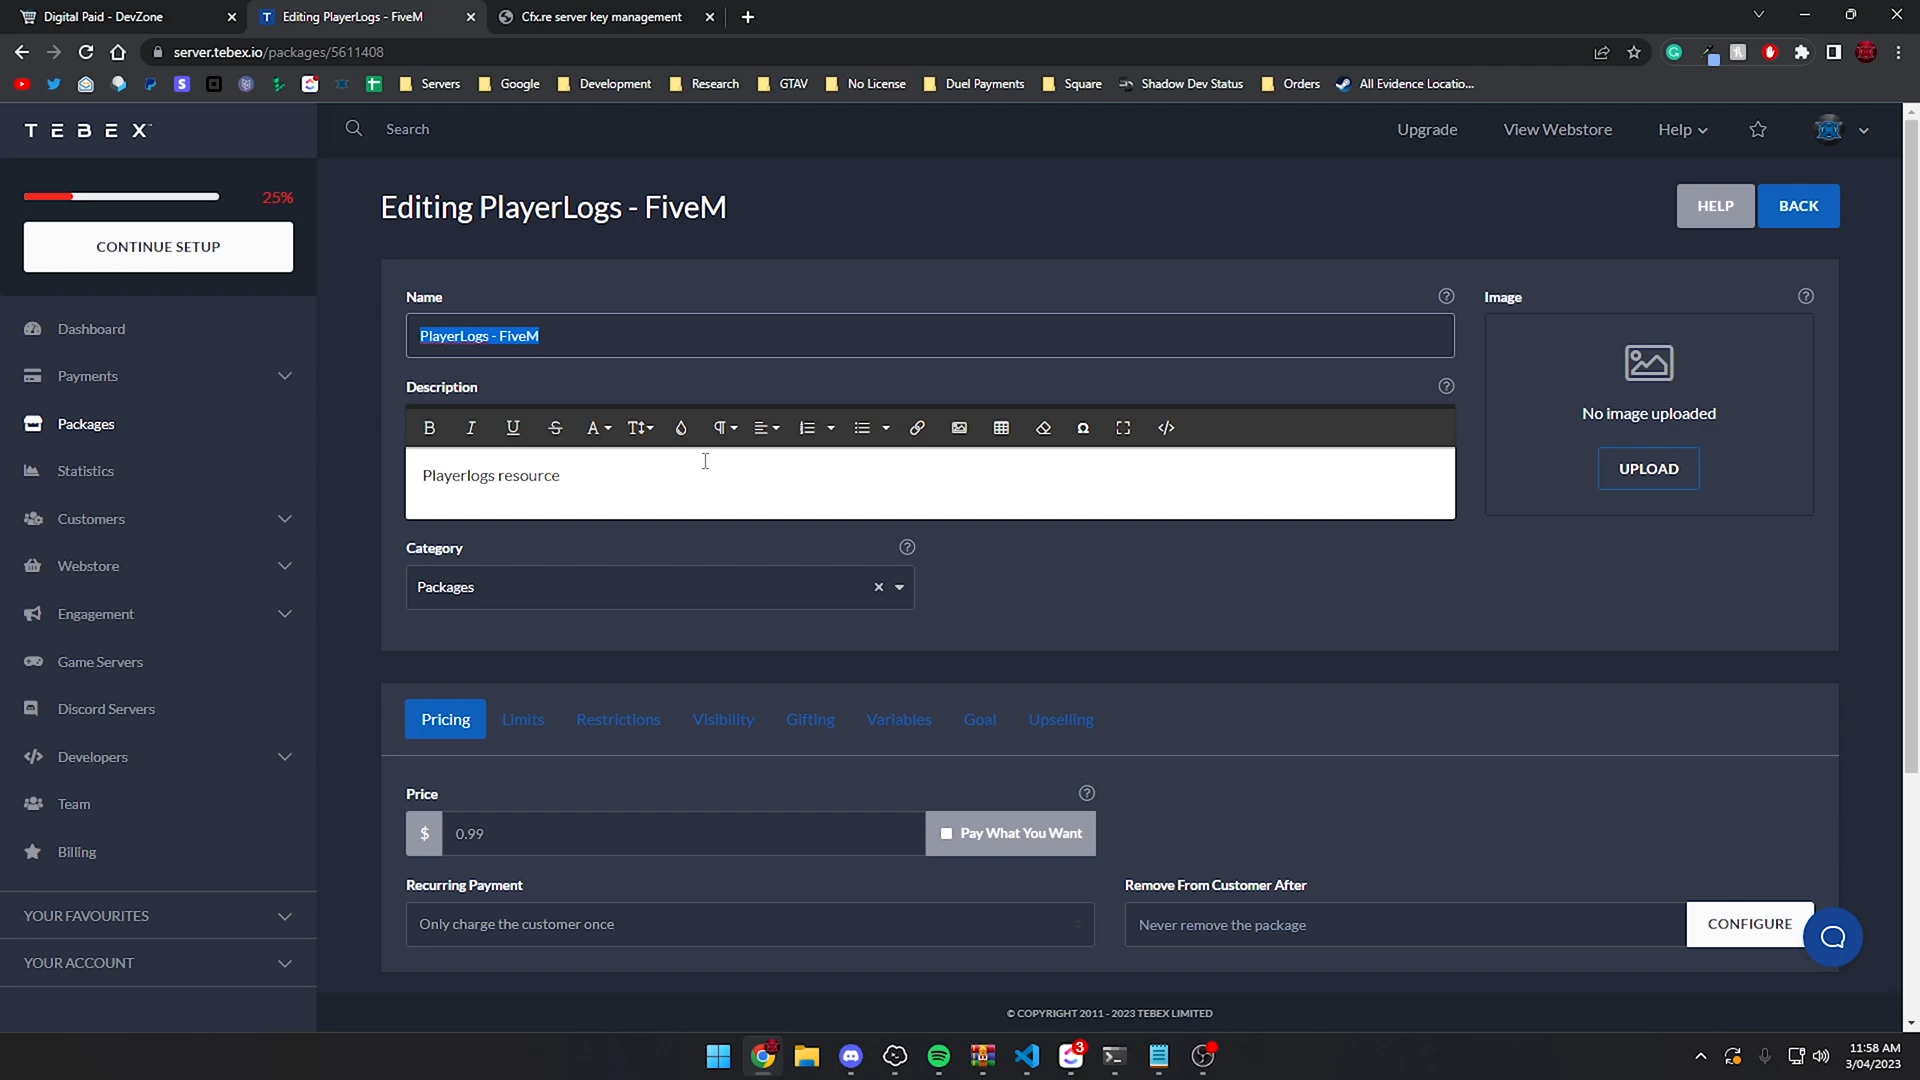 Digital Paid - DevZone
Editing PlayerLogs - FiveM
Cfx.re server key management
server.tebex.io/packages/5611408
Servers
Google
Development
Research
GTAV
No License
Duel Payments
Square
Shadow Dev Status
Orders
All Evidence Locatio...
TEBEX
Search
Upgrade
View Webstore
Help
25%
CONTINUE SETUP
Dashboard
Payments
Packages
Statistics
Customers
Webstore
Engagement
Game Servers
Discord Servers
Developers
Team
Billing
YOUR FAVOURITES
YOUR ACCOUNT
Editing PlayerLogs - FiveM
HELP
BACK
Name
PlayerLogs - FiveM
Image
No image uploaded
UPLOAD
Description
Playerlogs resource
Category
Packages
Pricing
Limits
Restrictions
Visibility
Gifting
Variables
Goal
Upselling
Price
$
0.99
Pay What You Want
Recurring Payment
Only charge the customer once
Remove From Customer After
Never remove the package
CONFIGURE
© COPYRIGHT 2011 - 2023 TEBEX LIMITED
3
11:58 AM
3/04/2023